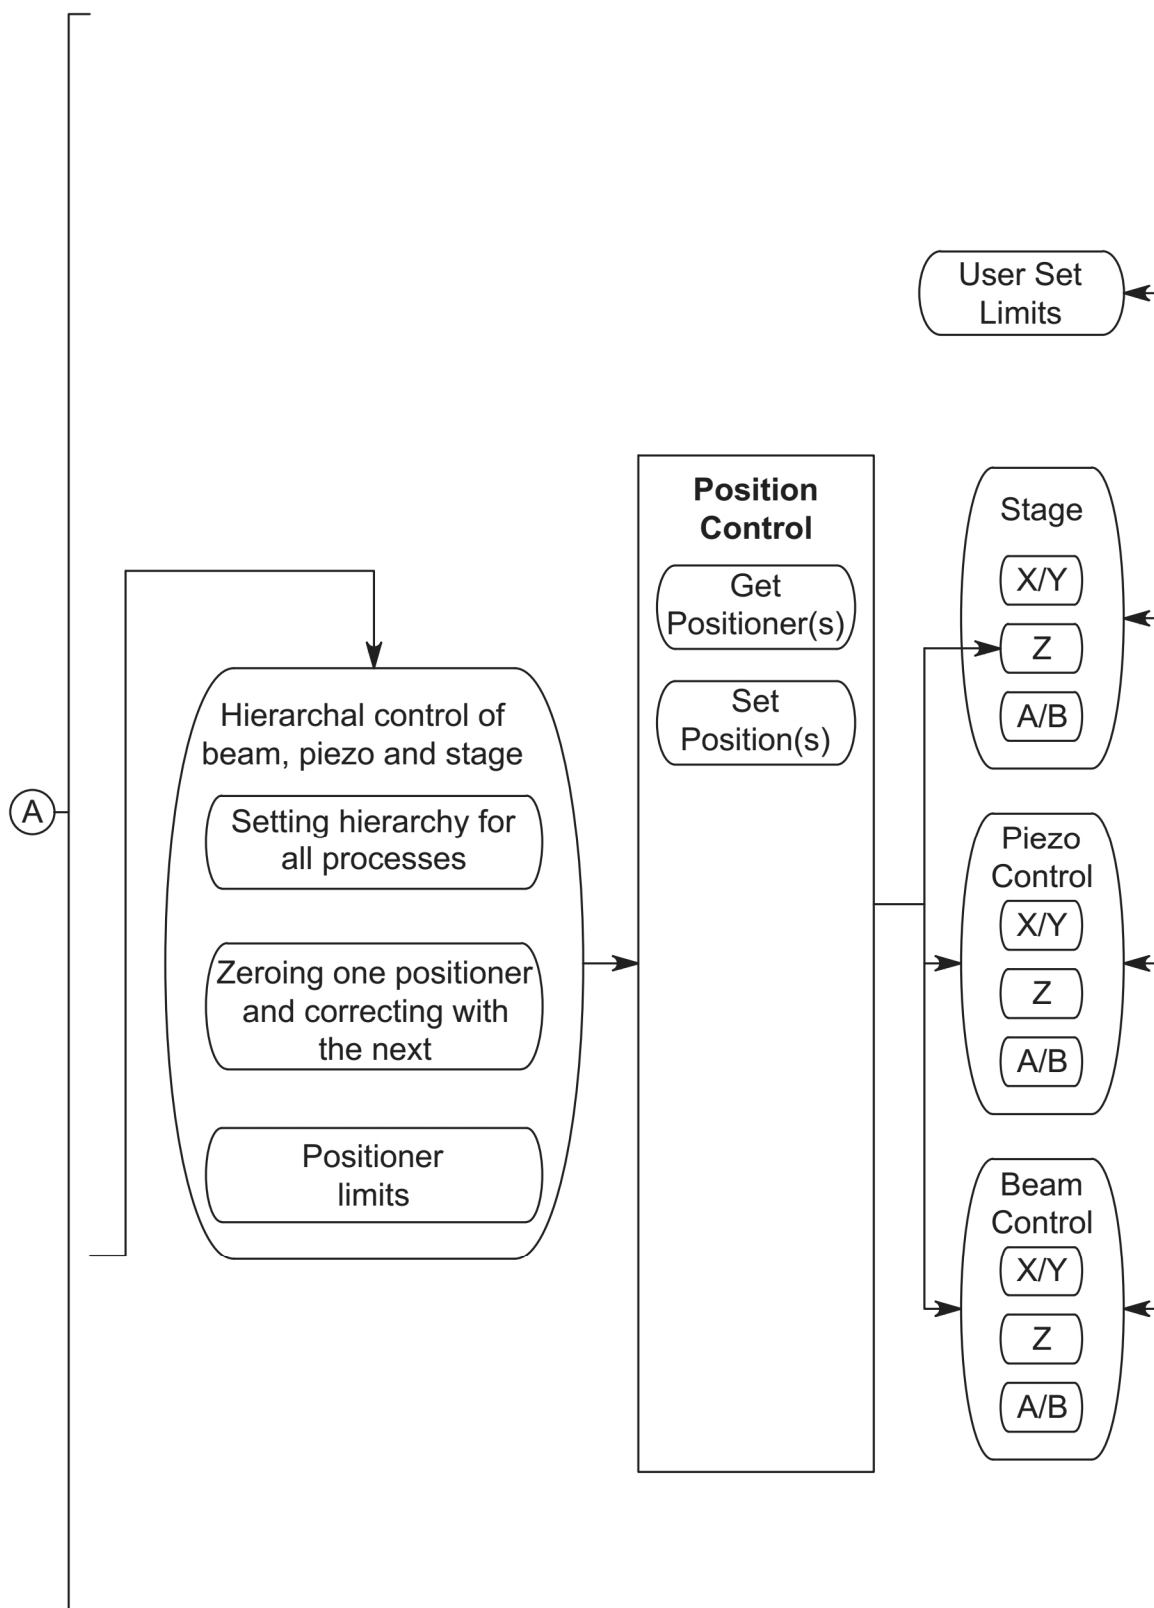 User Set
Limits
Position
Control
Get
Positioner(s)
Set
Position(s)
Stage
X/Y
Z
A/B
Hierarchal control of
beam, piezo and stage
Setting hierarchy for
all processes
Zeroing one positioner
and correcting with
the next
Positioner
limits
A
Piezo
Control
X/Y
Z
A/B
Beam
Control
X/Y
Z
A/B